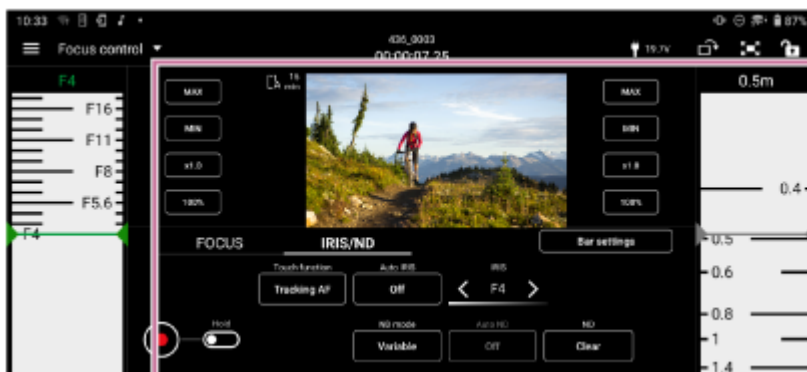 10:33
87%
Focus control
436_0003
00:00:07.25
19.7V
F4
0.5m
MAX
16 min
MAX
MIN
MIN
x1.0
x1.0
100%
100%
F16
F11
F8
F5.6
F4
0.4
0.5
0.6
0.8
1
1.4
FOCUS
IRIS/ND
Bar settings
Touch function
Auto IRIS
IRIS
Tracking AF
Off
F4
Hold
ND mode
Auto ND
ND
Variable
Off
Clear